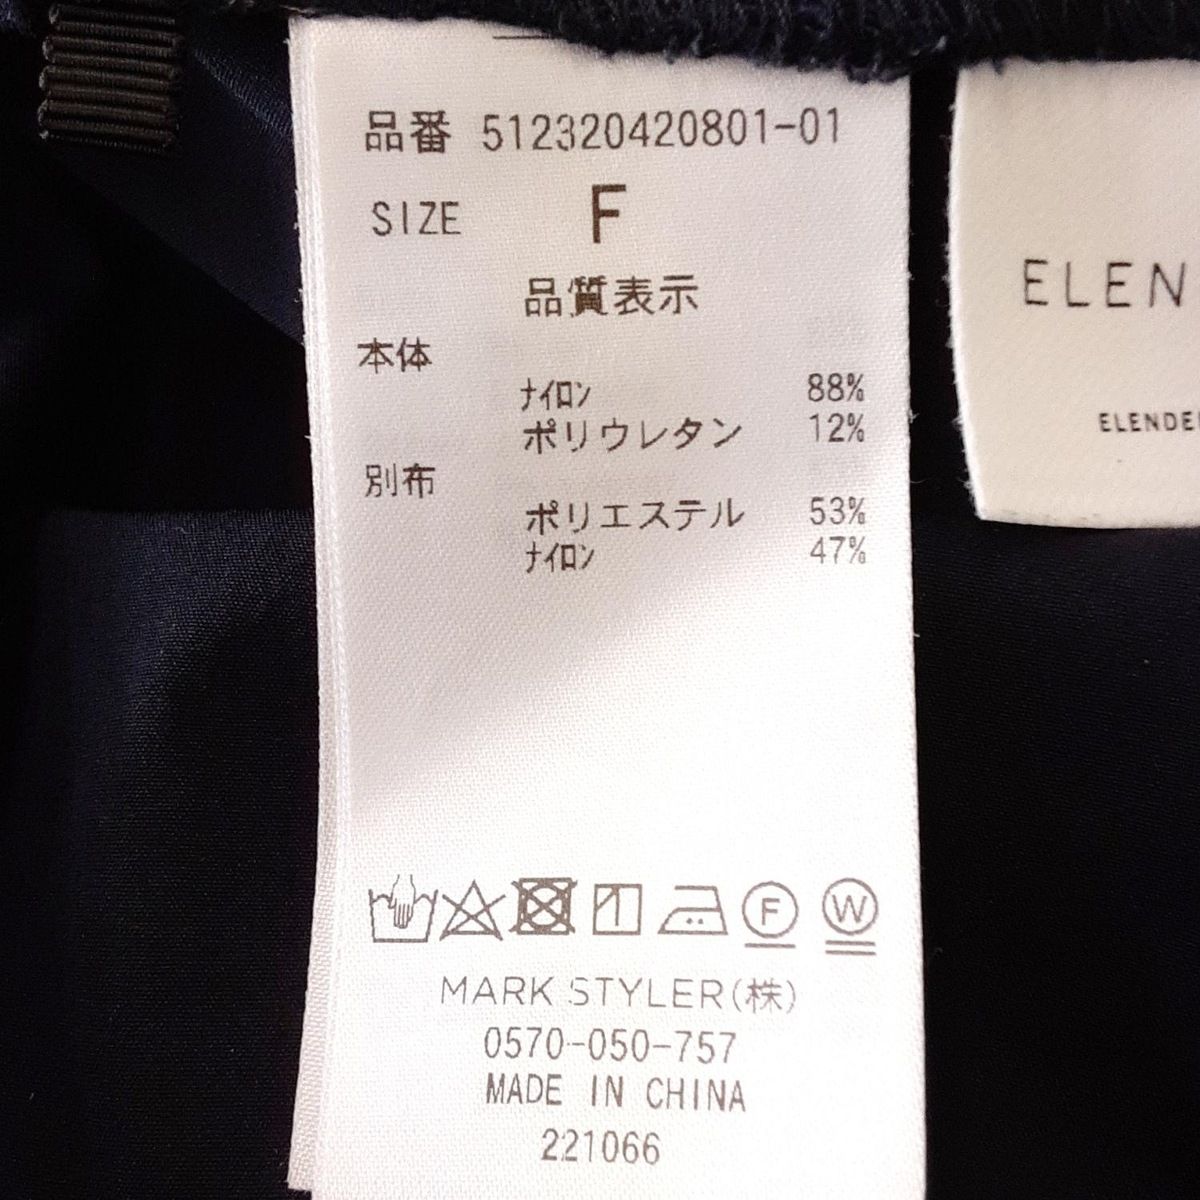 品番 512320420801-01
SIZE F
品質表示
本体
ナイロン 88%
ポリウレタン 12%
別布
ポリエステル 53%
ナイロン 47%
F W
MARK STYLER(株)
0570-050-757
MADE IN CHINA
221066
ELEN
ELENDE